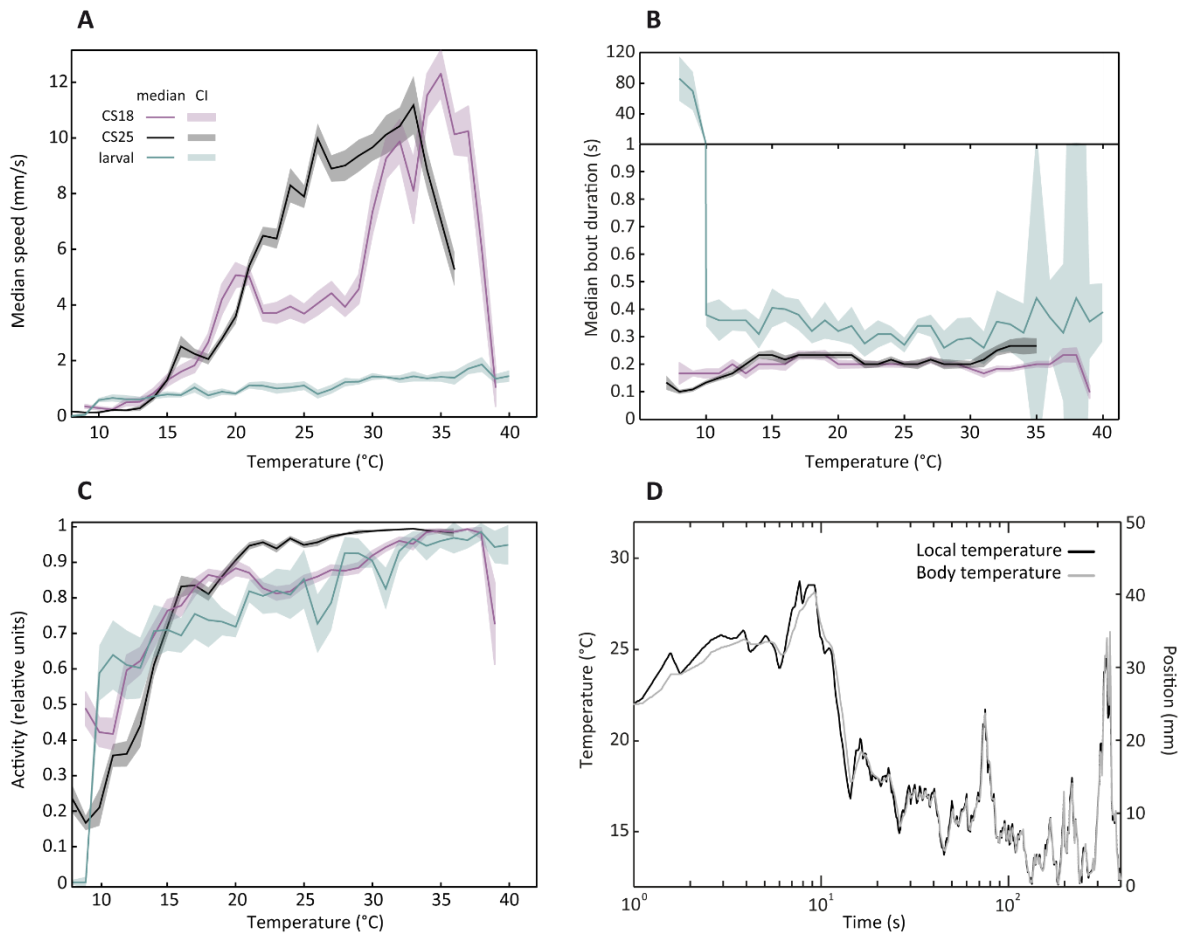 A
Median speed (mm/s)
12
10
8
6
4
2
0
median CI
CS18
CS25
larval
10 15 20 25 30 35 40
Temperature (°C)
B
Median bout duration (s)
120
80
40
1
0.9
0.8
0.7
0.6
0.5
0.4
0.3
0.2
0.1
0
10 15 20 25 30 35 40
Temperature (°C)
C
Activity (relative units)
1
0.9
0.8
0.7
0.6
0.5
0.4
0.3
0.2
0.1
0
10 15 20 25 30 35 40
Temperature (°C)
D
Temperature (°C)
30
25
20
15
Local temperature
Body temperature
50
40
30
20
10
0
Position (mm)
10⁰ 10¹ 10²
Time (s)